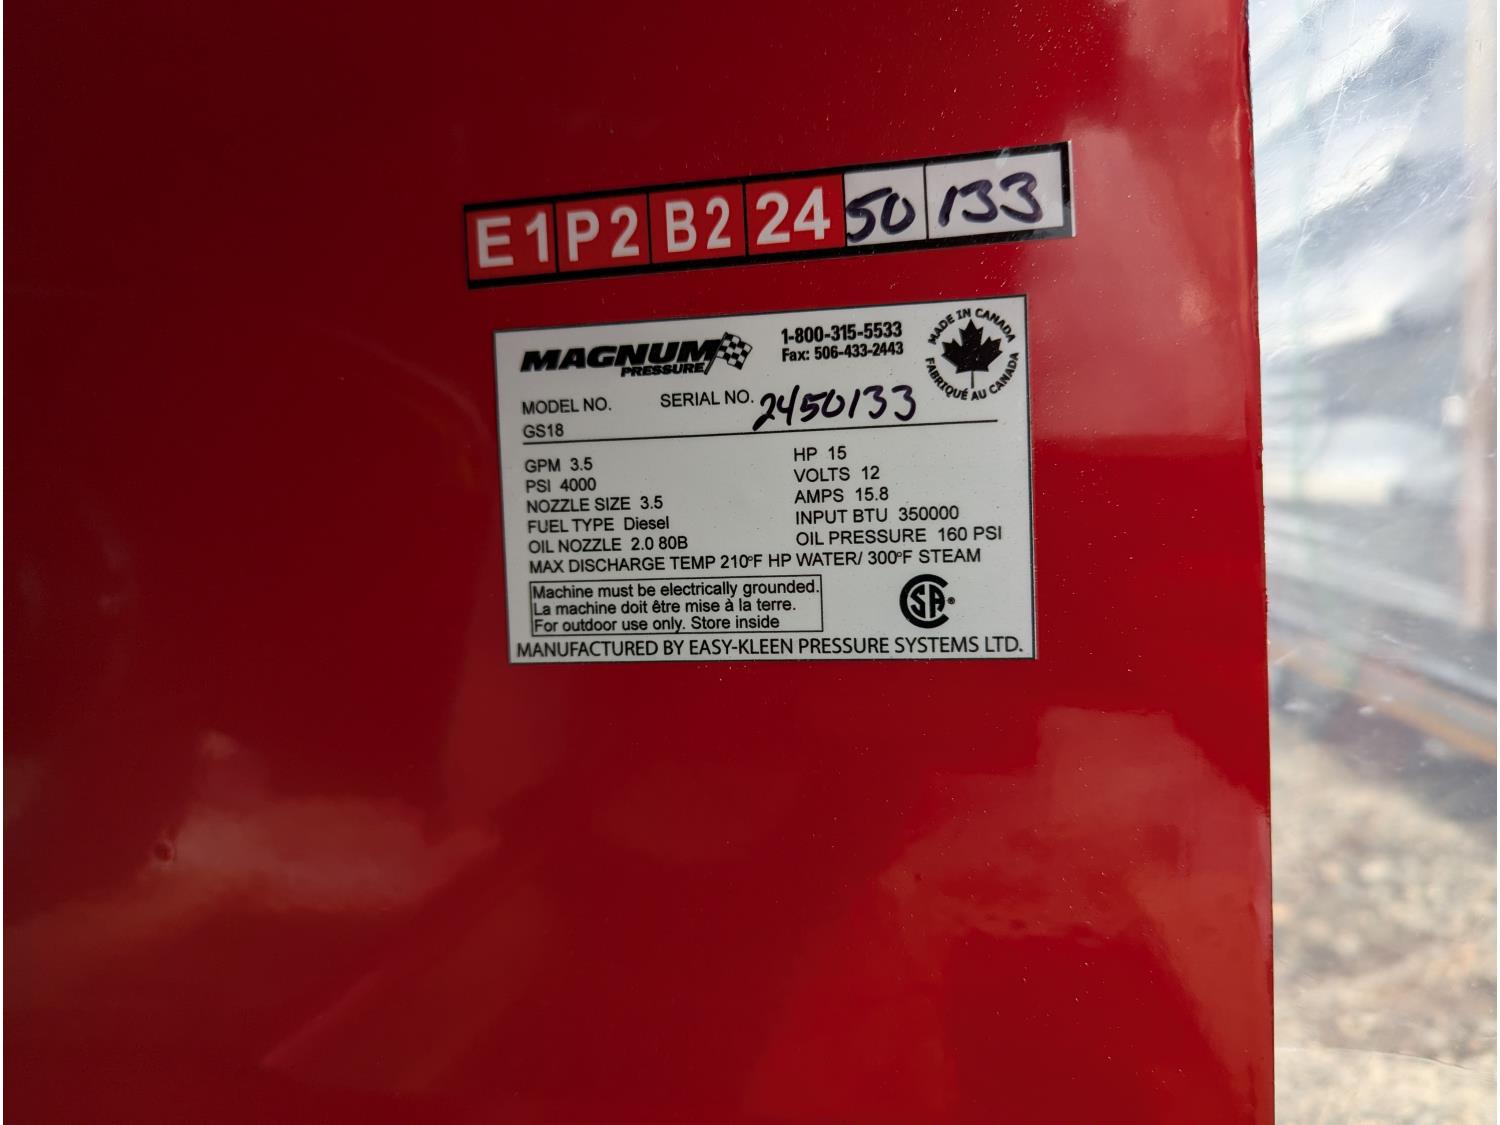 E1 P2 B2 24 50 133
MAGNUM
PRESSURE
1-800-315-5533
Fax: 506-433-2443
MADE IN CANADA
FABRIQUÉ AU CANADA
MODEL NO. SERIAL NO. 2450133
GS18
GPM 3.5 HP 15
PSI 4000 VOLTS 12
NOZZLE SIZE 3.5 AMPS 15.8
FUEL TYPE Diesel INPUT BTU 350000
OIL NOZZLE 2.0 80B OIL PRESSURE 160 PSI
MAX DISCHARGE TEMP 210°F HP WATER/ 300°F STEAM
Machine must be electrically grounded.
La machine doit être mise à la terre.
For outdoor use only. Store inside
CSA®
MANUFACTURED BY EASY-KLEEN PRESSURE SYSTEMS LTD.